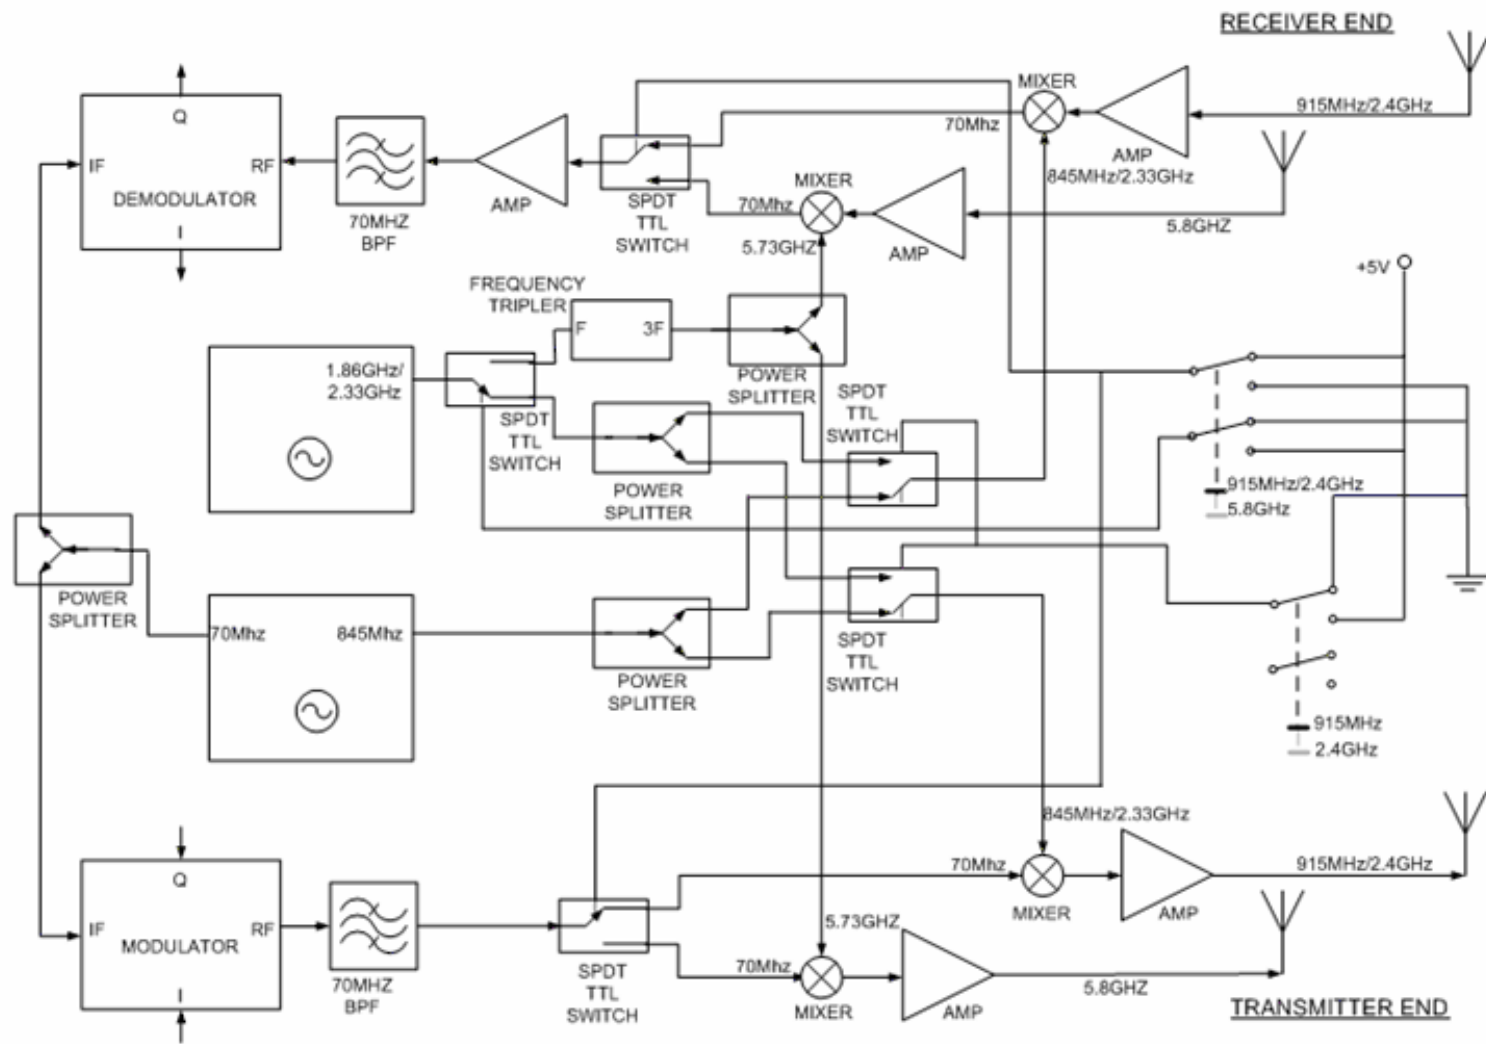 RECEIVER END
MIXER
915MHz/2.4GHz
70Mhz
AMP
845MHz/2.33GHz
Q
IF
RF
DEMODULATOR
I
70MHZ
BPF
AMP
SPDT
TTL
SWITCH
MIXER
70Mhz
5.73GHZ
AMP
5.8GHZ
+5V
FREQUENCY
TRIPLER
F
3F
POWER
SPLITTER
1.86GHz/
2.33GHz
SPDT
TTL
SWITCH
SPDT
TTL
SWITCH
POWER
SPLITTER
915MHz/2.4GHz
5.8GHz
POWER
SPLITTER
70Mhz
845Mhz
POWER
SPLITTER
SPDT
TTL
SWITCH
915MHz
2.4GHz
845MHz/2.33GHz
70Mhz
MIXER
AMP
915MHz/2.4GHz
Q
IF
RF
MODULATOR
I
70MHZ
BPF
SPDT
TTL
SWITCH
5.73GHZ
70Mhz
MIXER
AMP
5.8GHZ
TRANSMITTER END